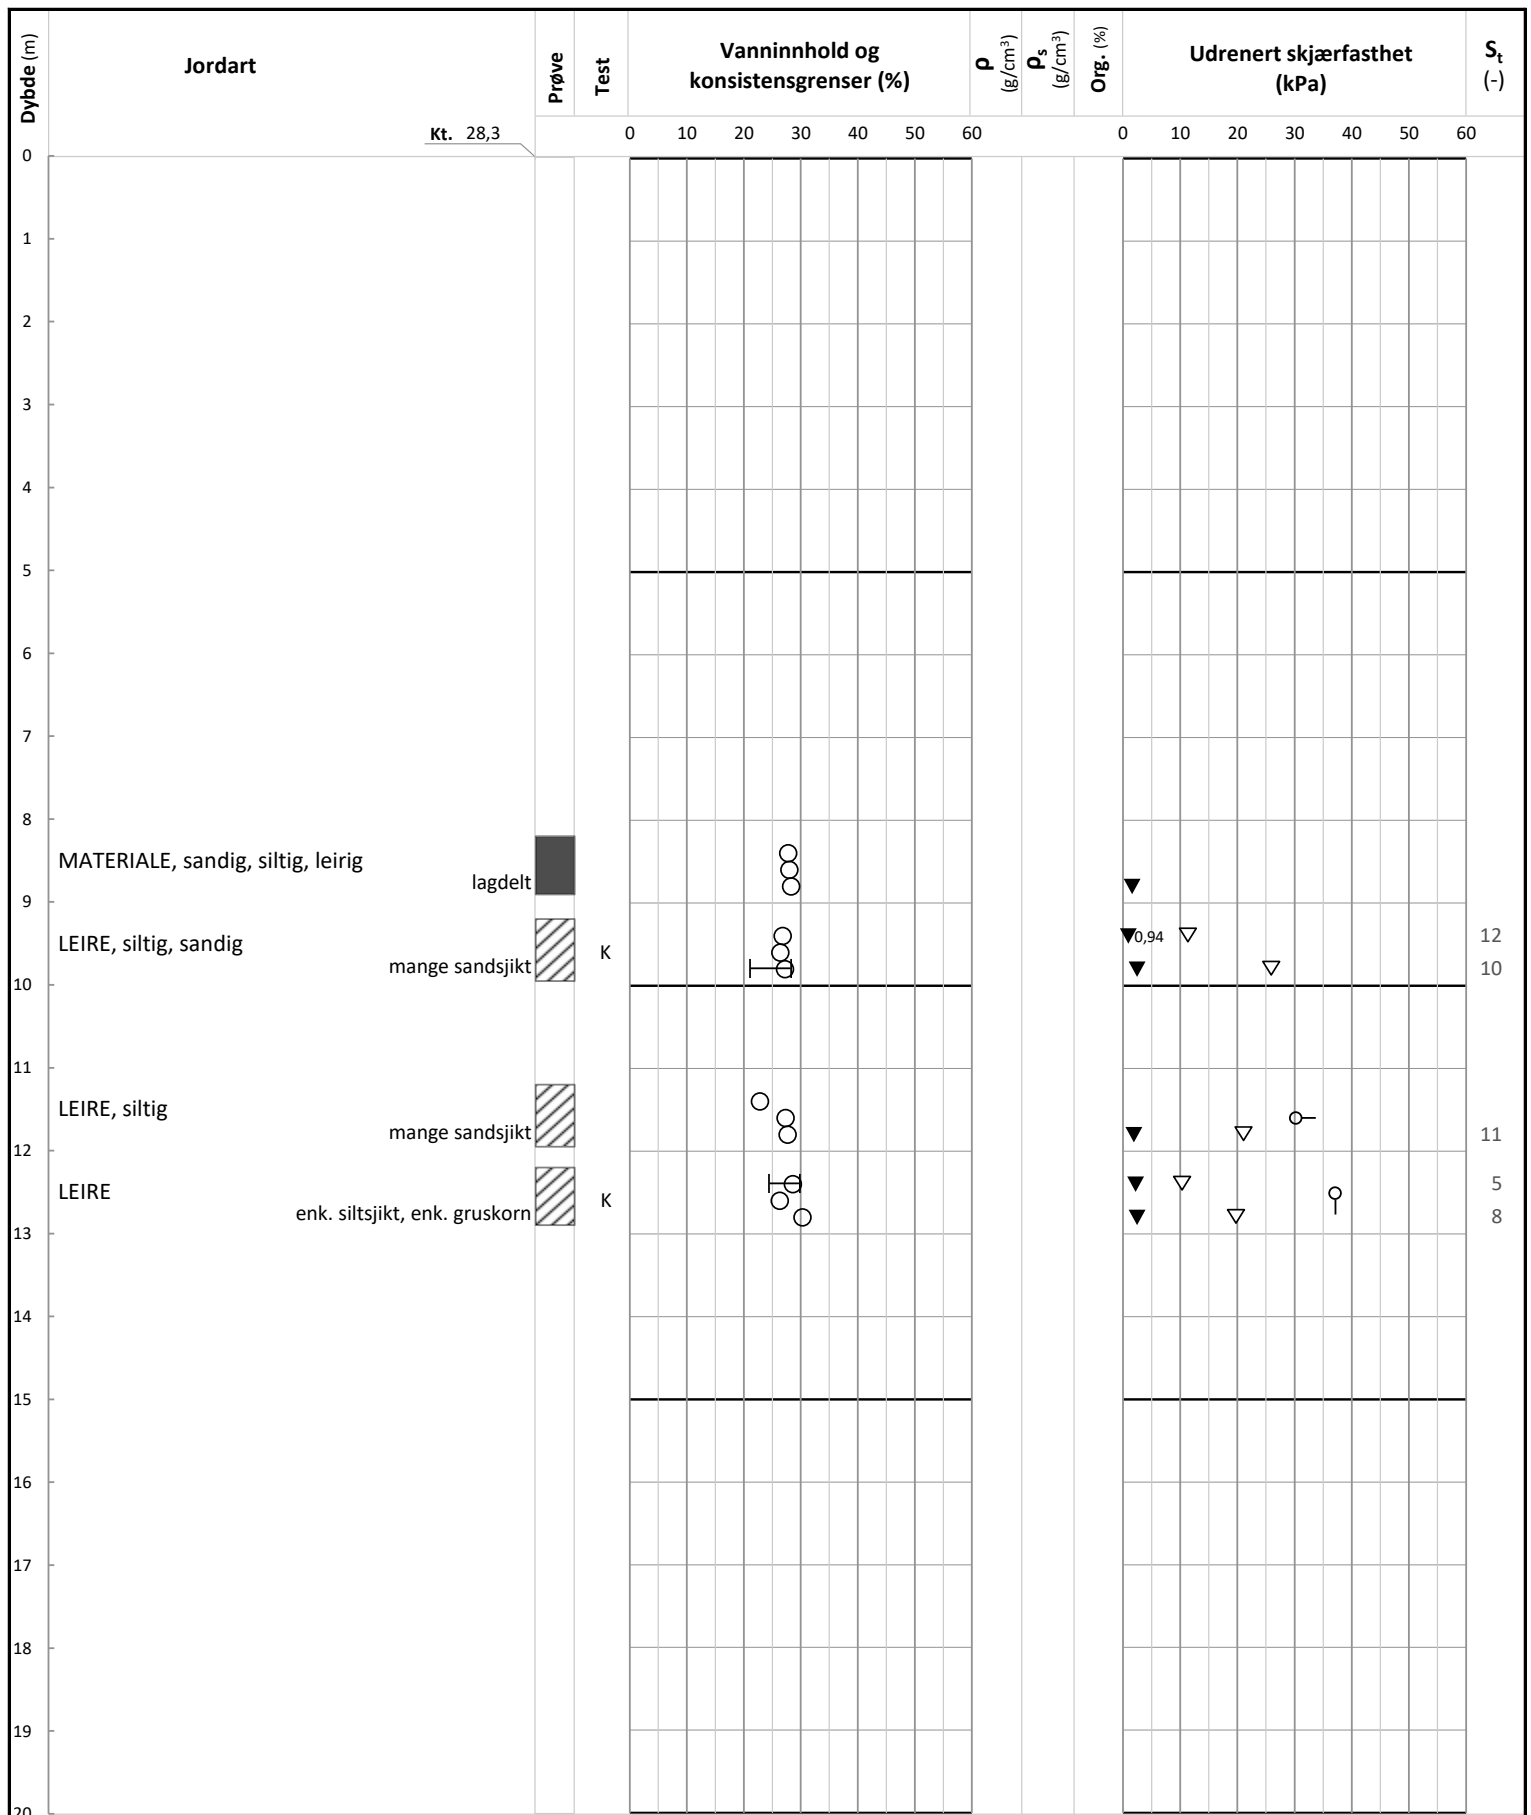 Dybde (m)
Jordart
Prøve
Test
Vanninnhold og
konsistensgrenser (%)
ρ
(g/cm³)
ρs
(g/cm³)
Org. (%)
Udrenert skjærfasthet
(kPa)
St
(-)
Kt. 28,3
0 10 20 30 40 50 60
0 10 20 30 40 50 60
0
1
2
3
4
5
6
7
8
MATERIALE, sandig, siltig, leirig
lagdelt
9
LEIRE, siltig, sandig
K
0,94
12
mange sandsjikt
10
10
11
LEIRE, siltig
mange sandsjikt
11
12
LEIRE
K
5
enk. siltsjikt, enk. gruskorn
8
13
14
15
16
17
18
19
20